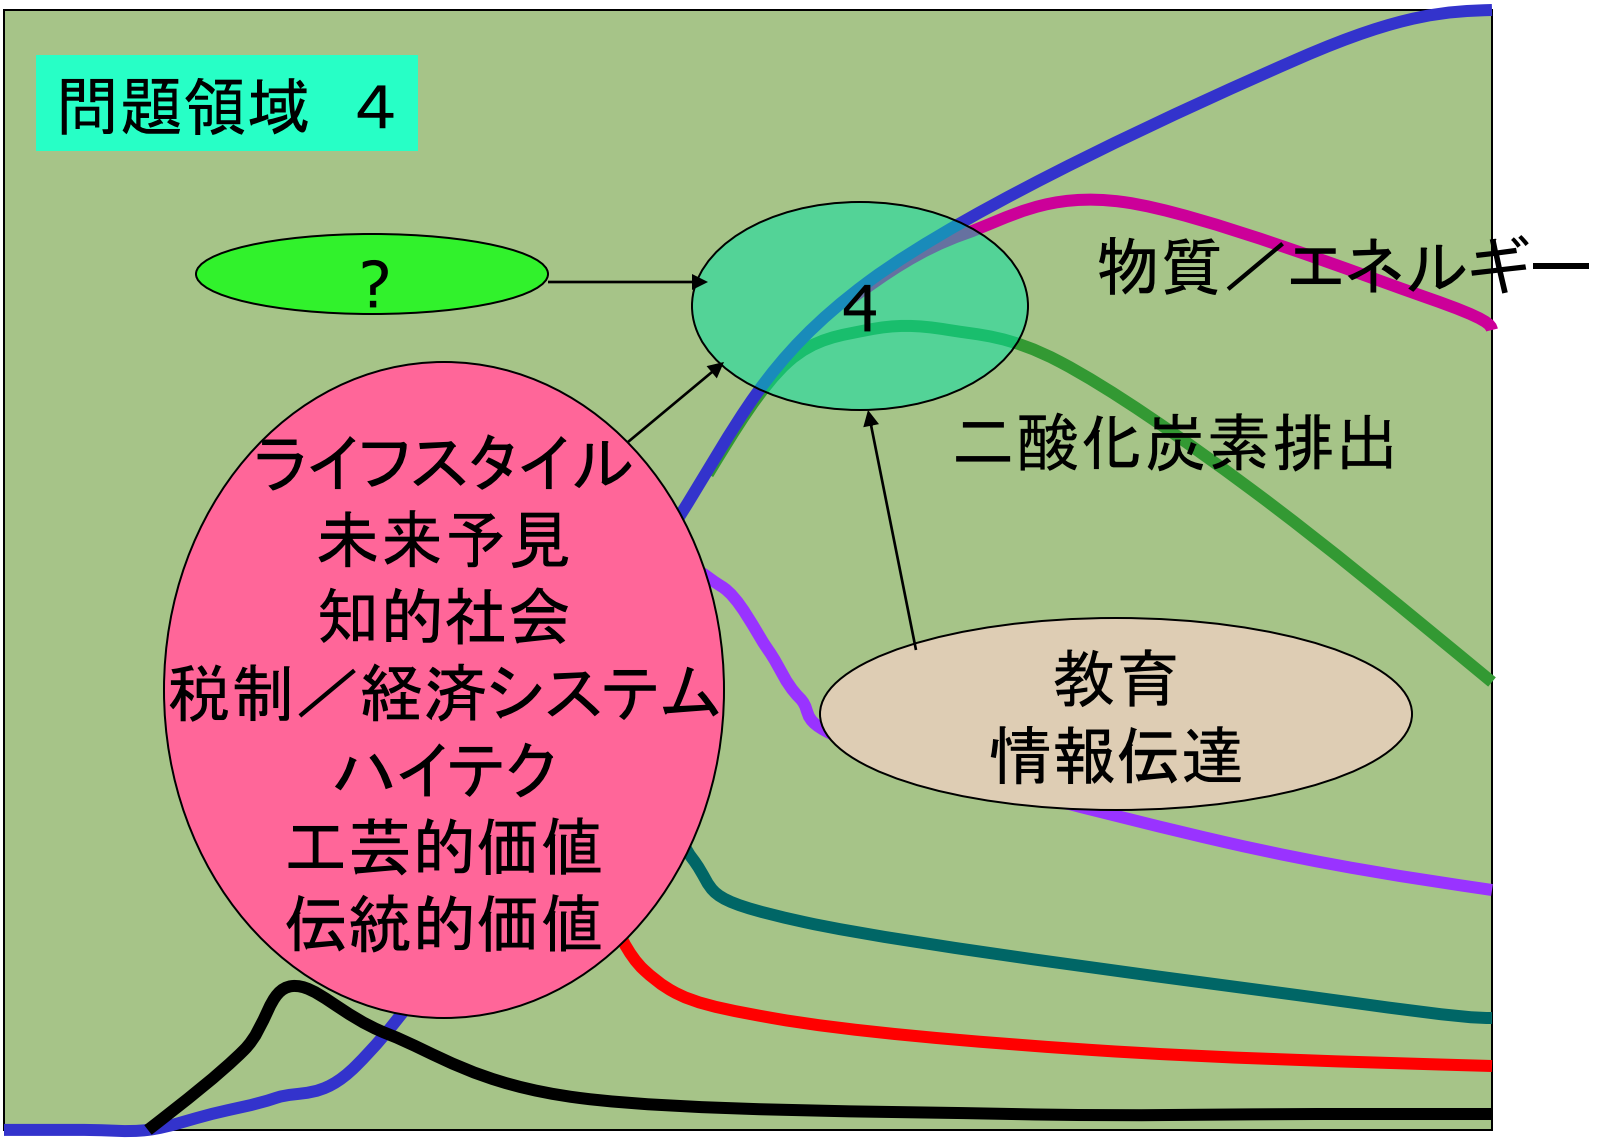 問題領域　４
？
４
物質／エネルギー
二酸化炭素排出
ライフスタイル
未来予見
知的社会
税制／経済システム
ハイテク
工芸的価値
伝統的価値
教育
情報伝達